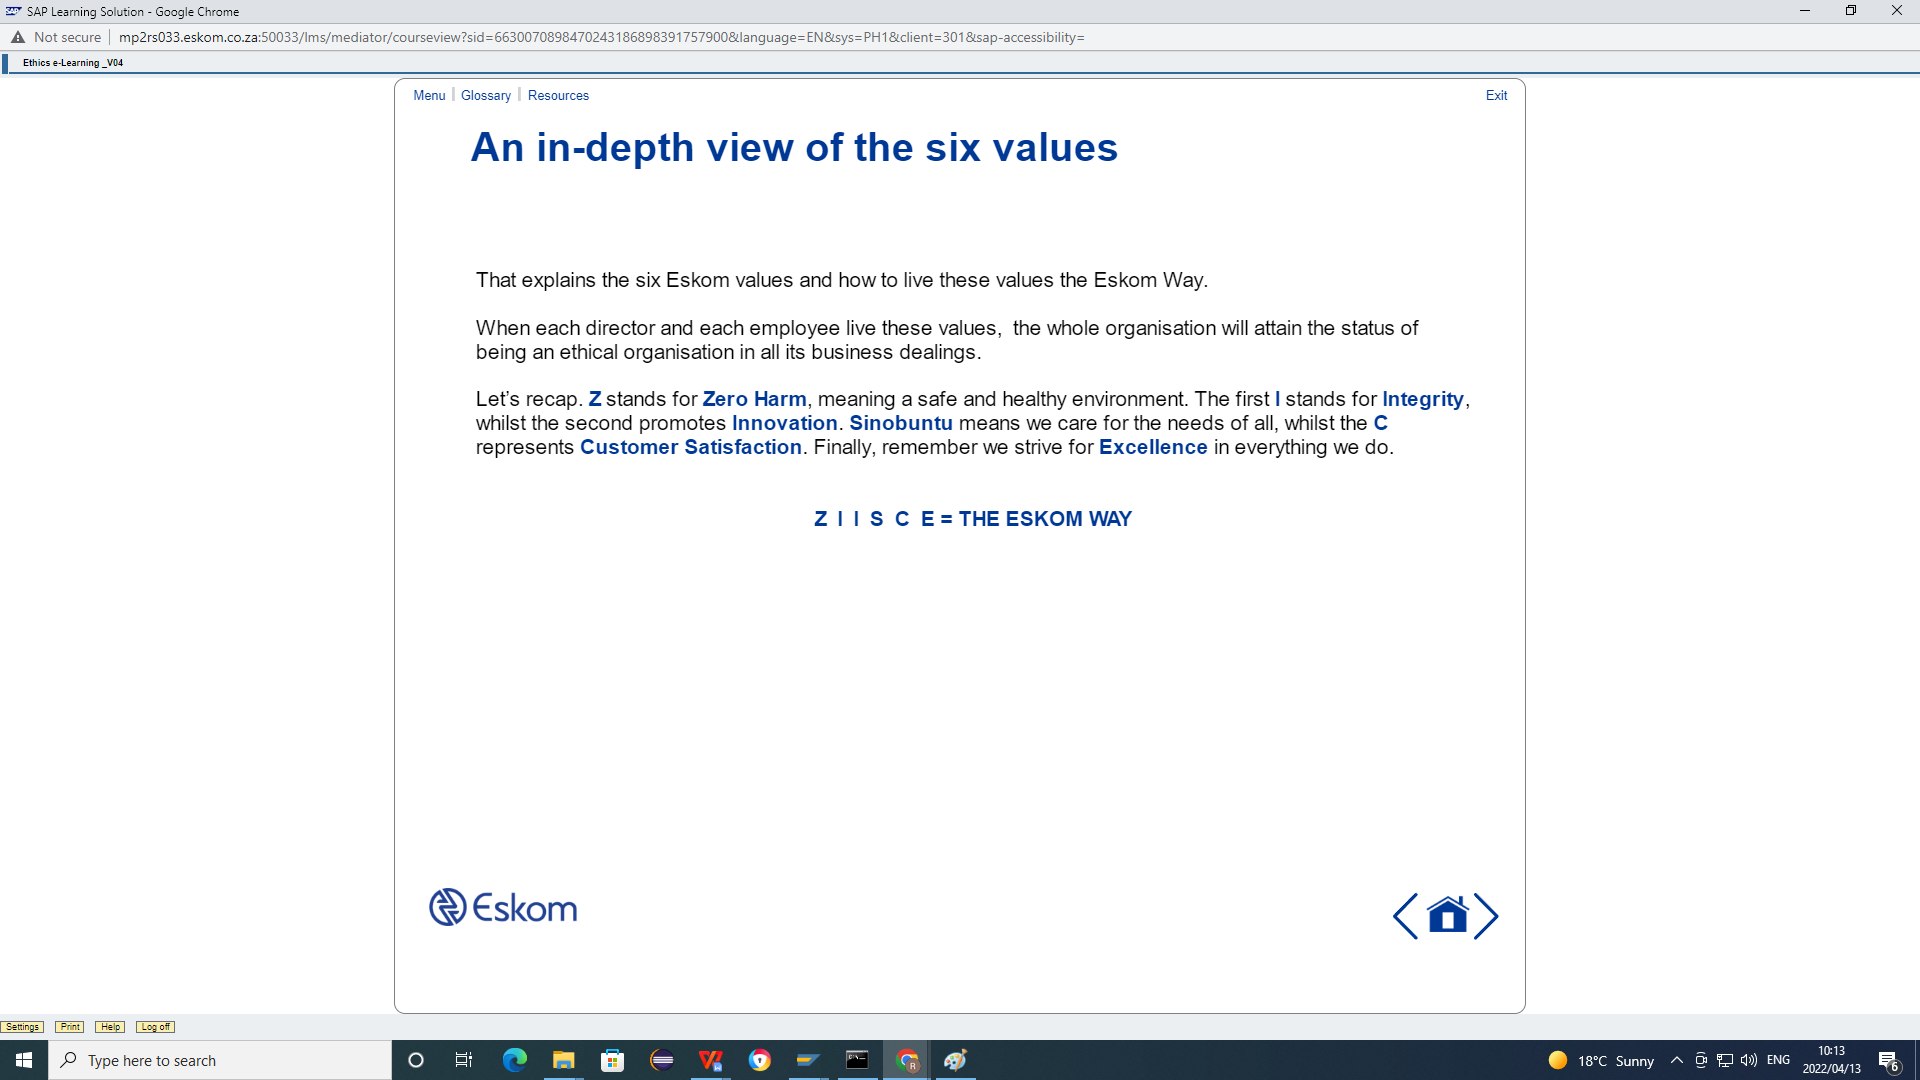 SAP Learning Solution - Google Chrome
Not secure mp2rs033.eskom.co.za:50033/lms/mediator/courseview?sid=6630070898470243186898391757900&language=EN&sys=PH1&client=301&sap-accessibility=
Ethics e-Learning _V04
Menu Glossary Resources Exit
An in-depth view of the six values
That explains the six Eskom values and how to live these values the Eskom Way.
When each director and each employee live these values, the whole organisation will attain the status of
being an ethical organisation in all its business dealings.
Let's recap. Z stands for Zero Harm, meaning a safe and healthy environment. The first I stands for Integrity,
whilst the second promotes Innovation. Sinobuntu means we care for the needs of all, whilst the C
represents Customer Satisfaction. Finally, remember we strive for Excellence in everything we do.
Z I I S C E = THE ESKOM WAY
Eskom
Settings Print Help Log off
Type here to search
18°C Sunny
ENG
10:13
2022/04/13
6